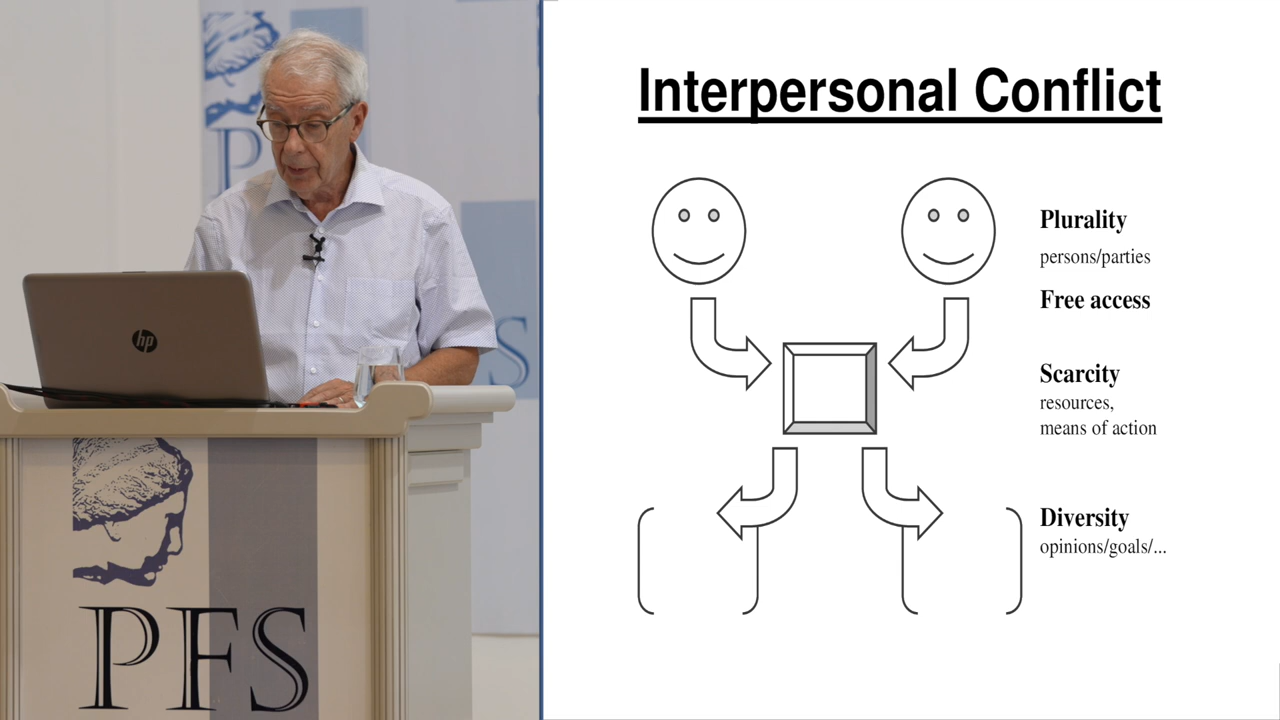 P
S
hp
PFS
Interpersonal Conflict
Plurality
persons/parties
Free access
Scarcity
resources,
means of action
Diversity
opinions/goals/...